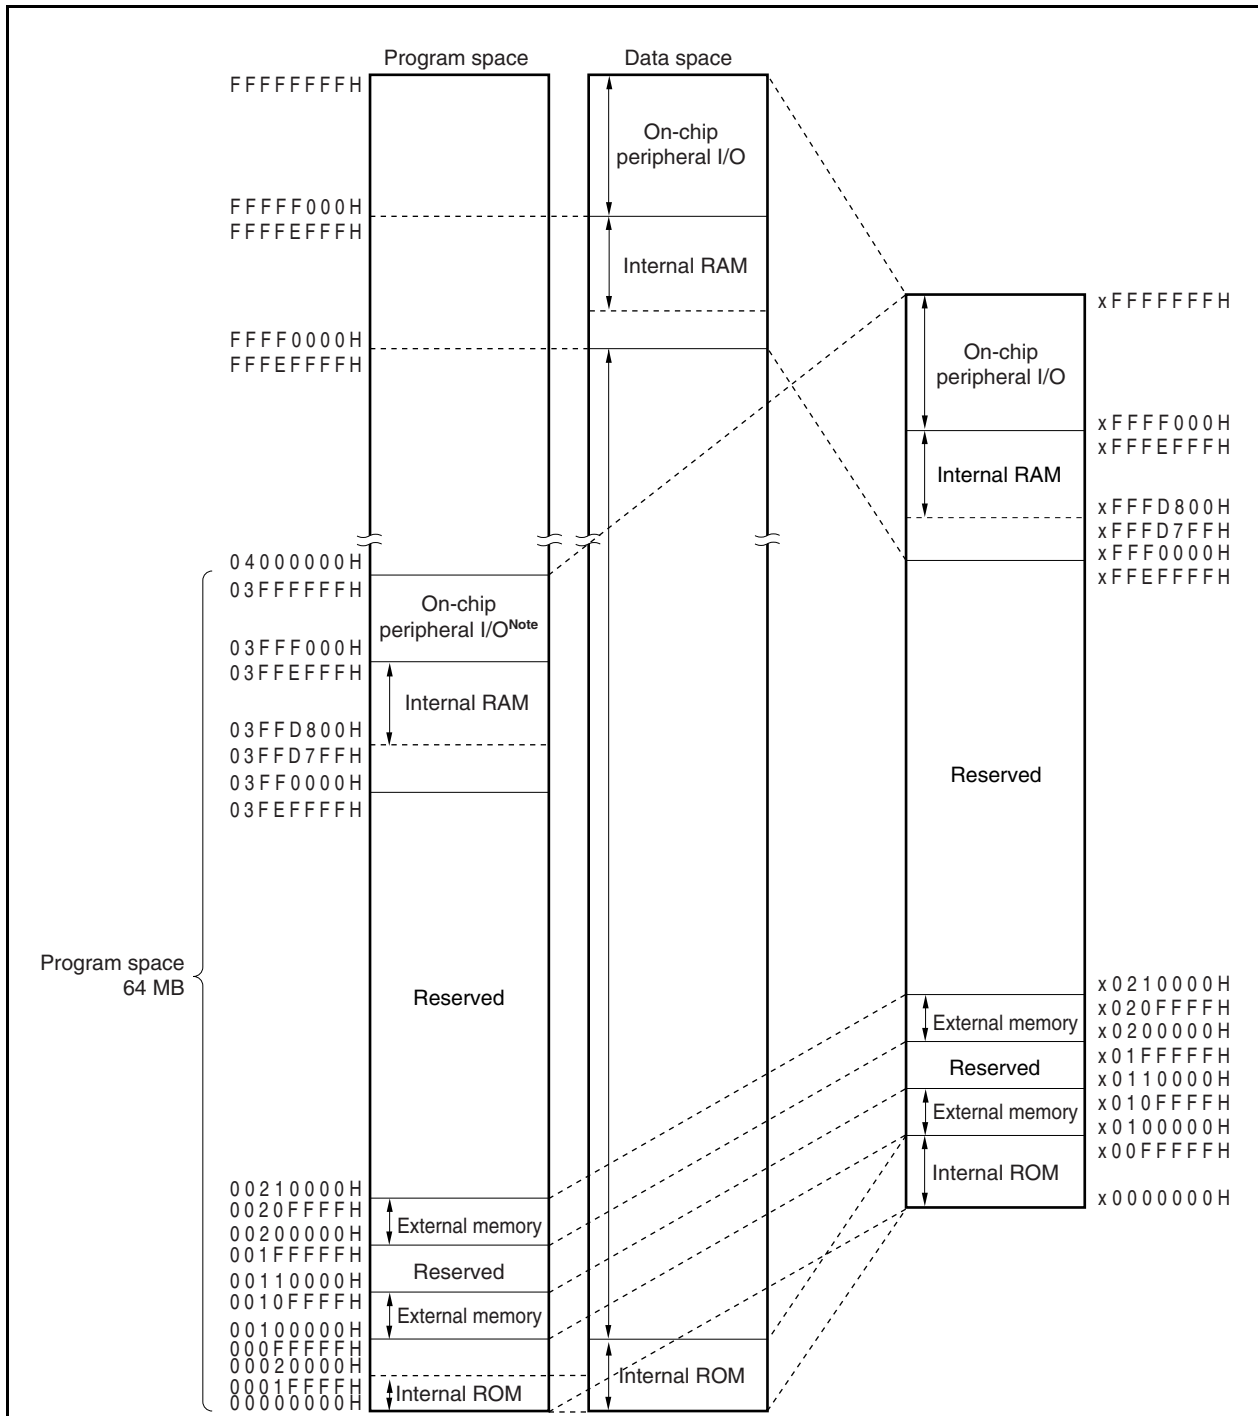 Program space
Data space
FFFFFFFFH
On-chip
peripheral I/O
FFFFF000H
FFFFEFFFH
Internal RAM
FFFF0000H
FFFEFFFFH
xFFFFFFFH
On-chip
peripheral I/O
xFFFF000H
xFFFEFFFH
Internal RAM
xFFFD800H
xFFFD7FFH
xFFF0000H
xFFEFFFFH
04000000H
03FFFFFFH
On-chip
peripheral I/ONote
03FFF000H
03FFEFFFH
Internal RAM
03FFD800H
03FFD7FFH
03FF0000H
03FEFFFFH
Reserved
Program space
64 MB
Reserved
x0210000H
x020FFFFH
External memory
x0200000H
x01FFFFFH
Reserved
x0110000H
x010FFFFH
External memory
x0100000H
x00FFFFFH
Internal ROM
x0000000H
00210000H
0020FFFFH
External memory
00200000H
001FFFFFH
Reserved
00110000H
0010FFFFH
External memory
00100000H
000FFFFFH
00020000H
0001FFFFH
Internal ROM
00000000H
Internal ROM